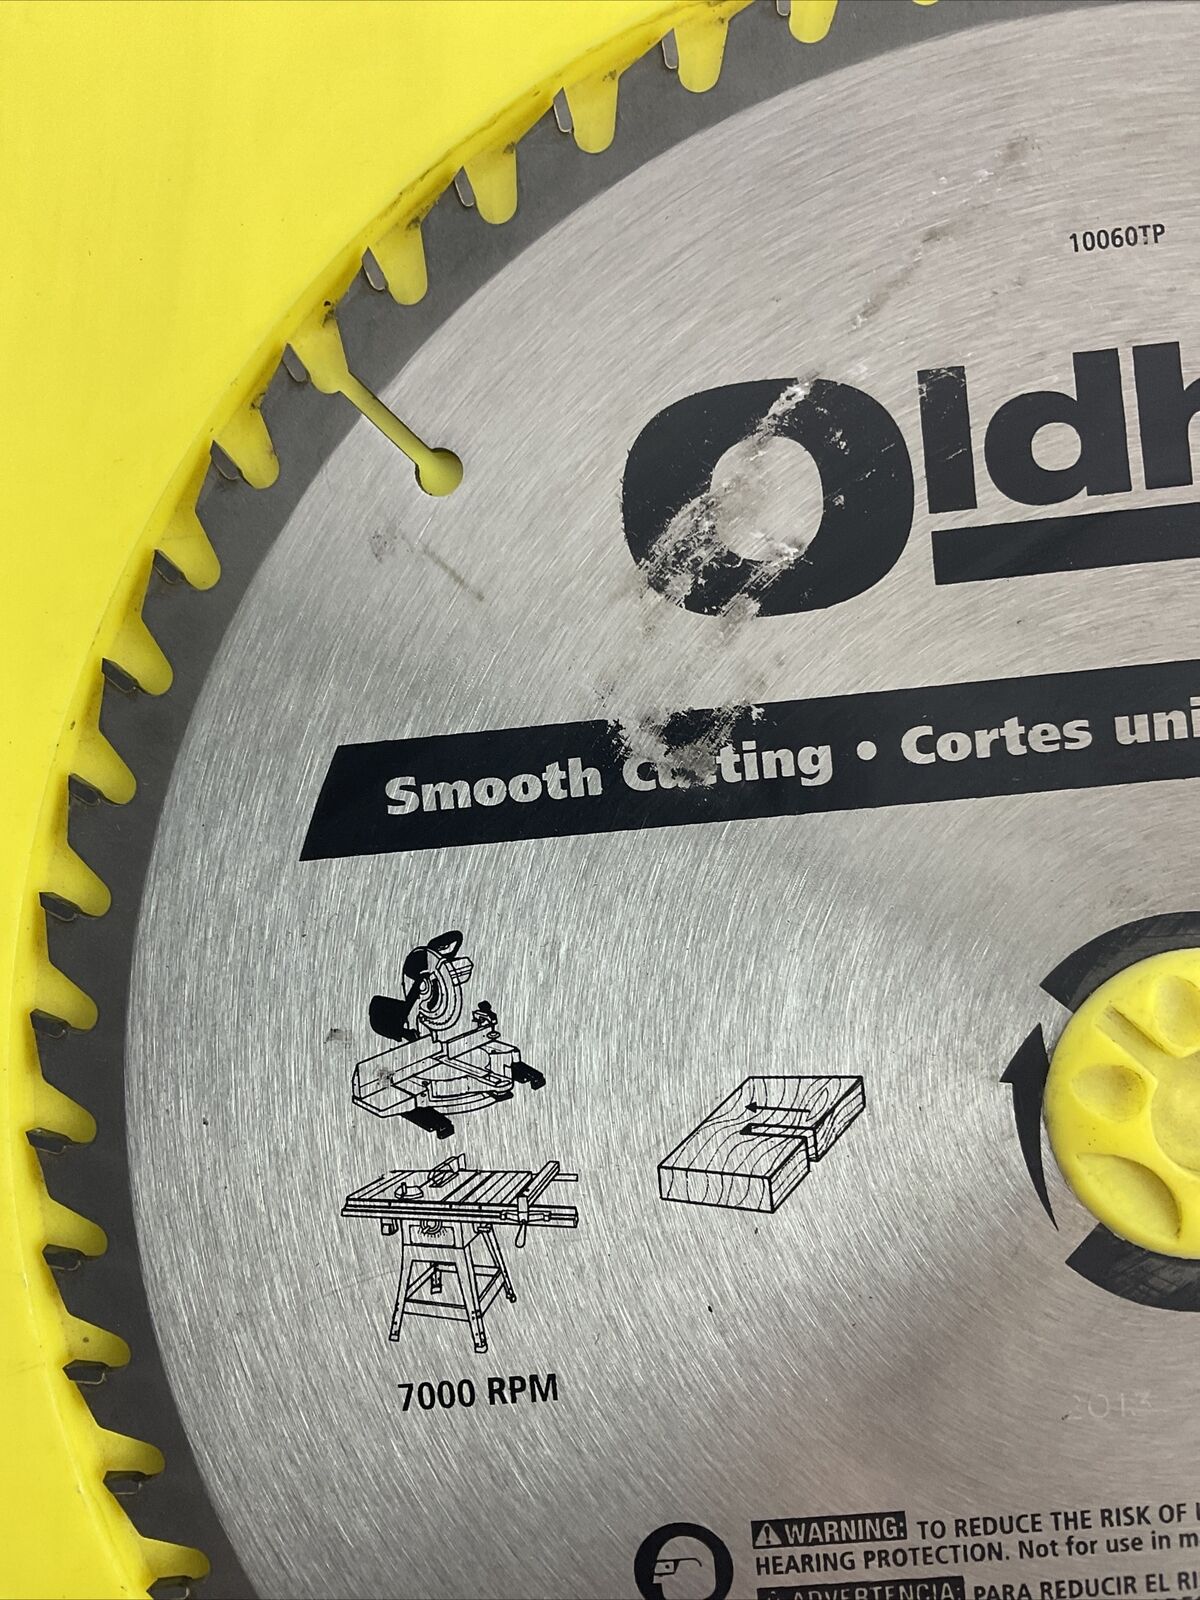 10060TP
Oldh
Smooth Cutting • Cortes uni
7000 RPM
WARNING: TO REDUCE THE RISK OF
HEARING PROTECTION. Not for use in m
ADVERTENCIA: PARA REDUCIR EL RI